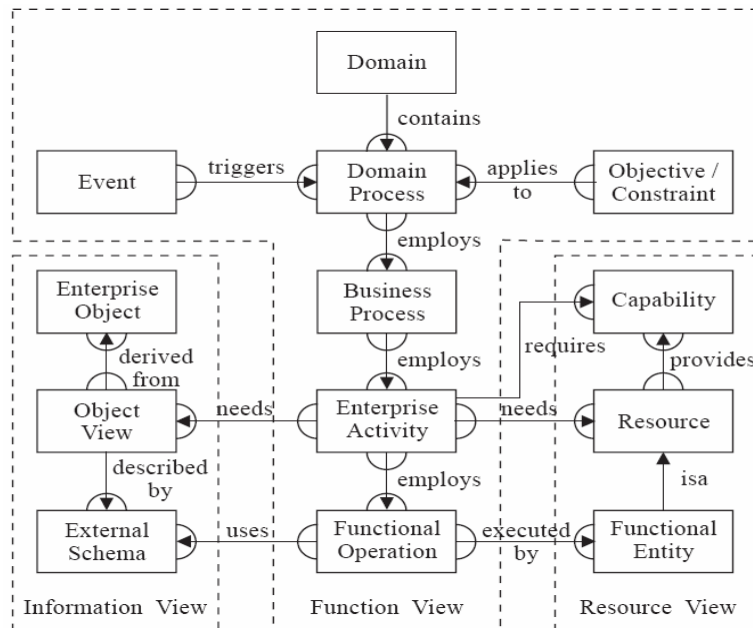 Domain
contains
Event
triggers
Domain
Process
applies
to
Objective /
Constraint
employs
Enterprise
Object
Business
Process
Capability
derived
from
employs
requires
provides
Object
View
needs
Enterprise
Activity
needs
Resource
described
by
employs
isa
External
Schema
uses
Functional
Operation
executed
by
Functional
Entity
Information View
Function View
Resource View